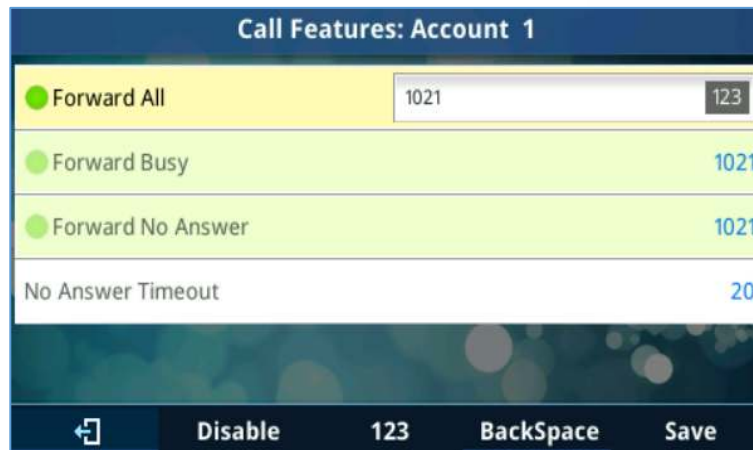 Call Features: Account 1
Forward All 1021 123
Forward Busy 1021
Forward No Answer 1021
No Answer Timeout 20
Disable 123 BackSpace Save